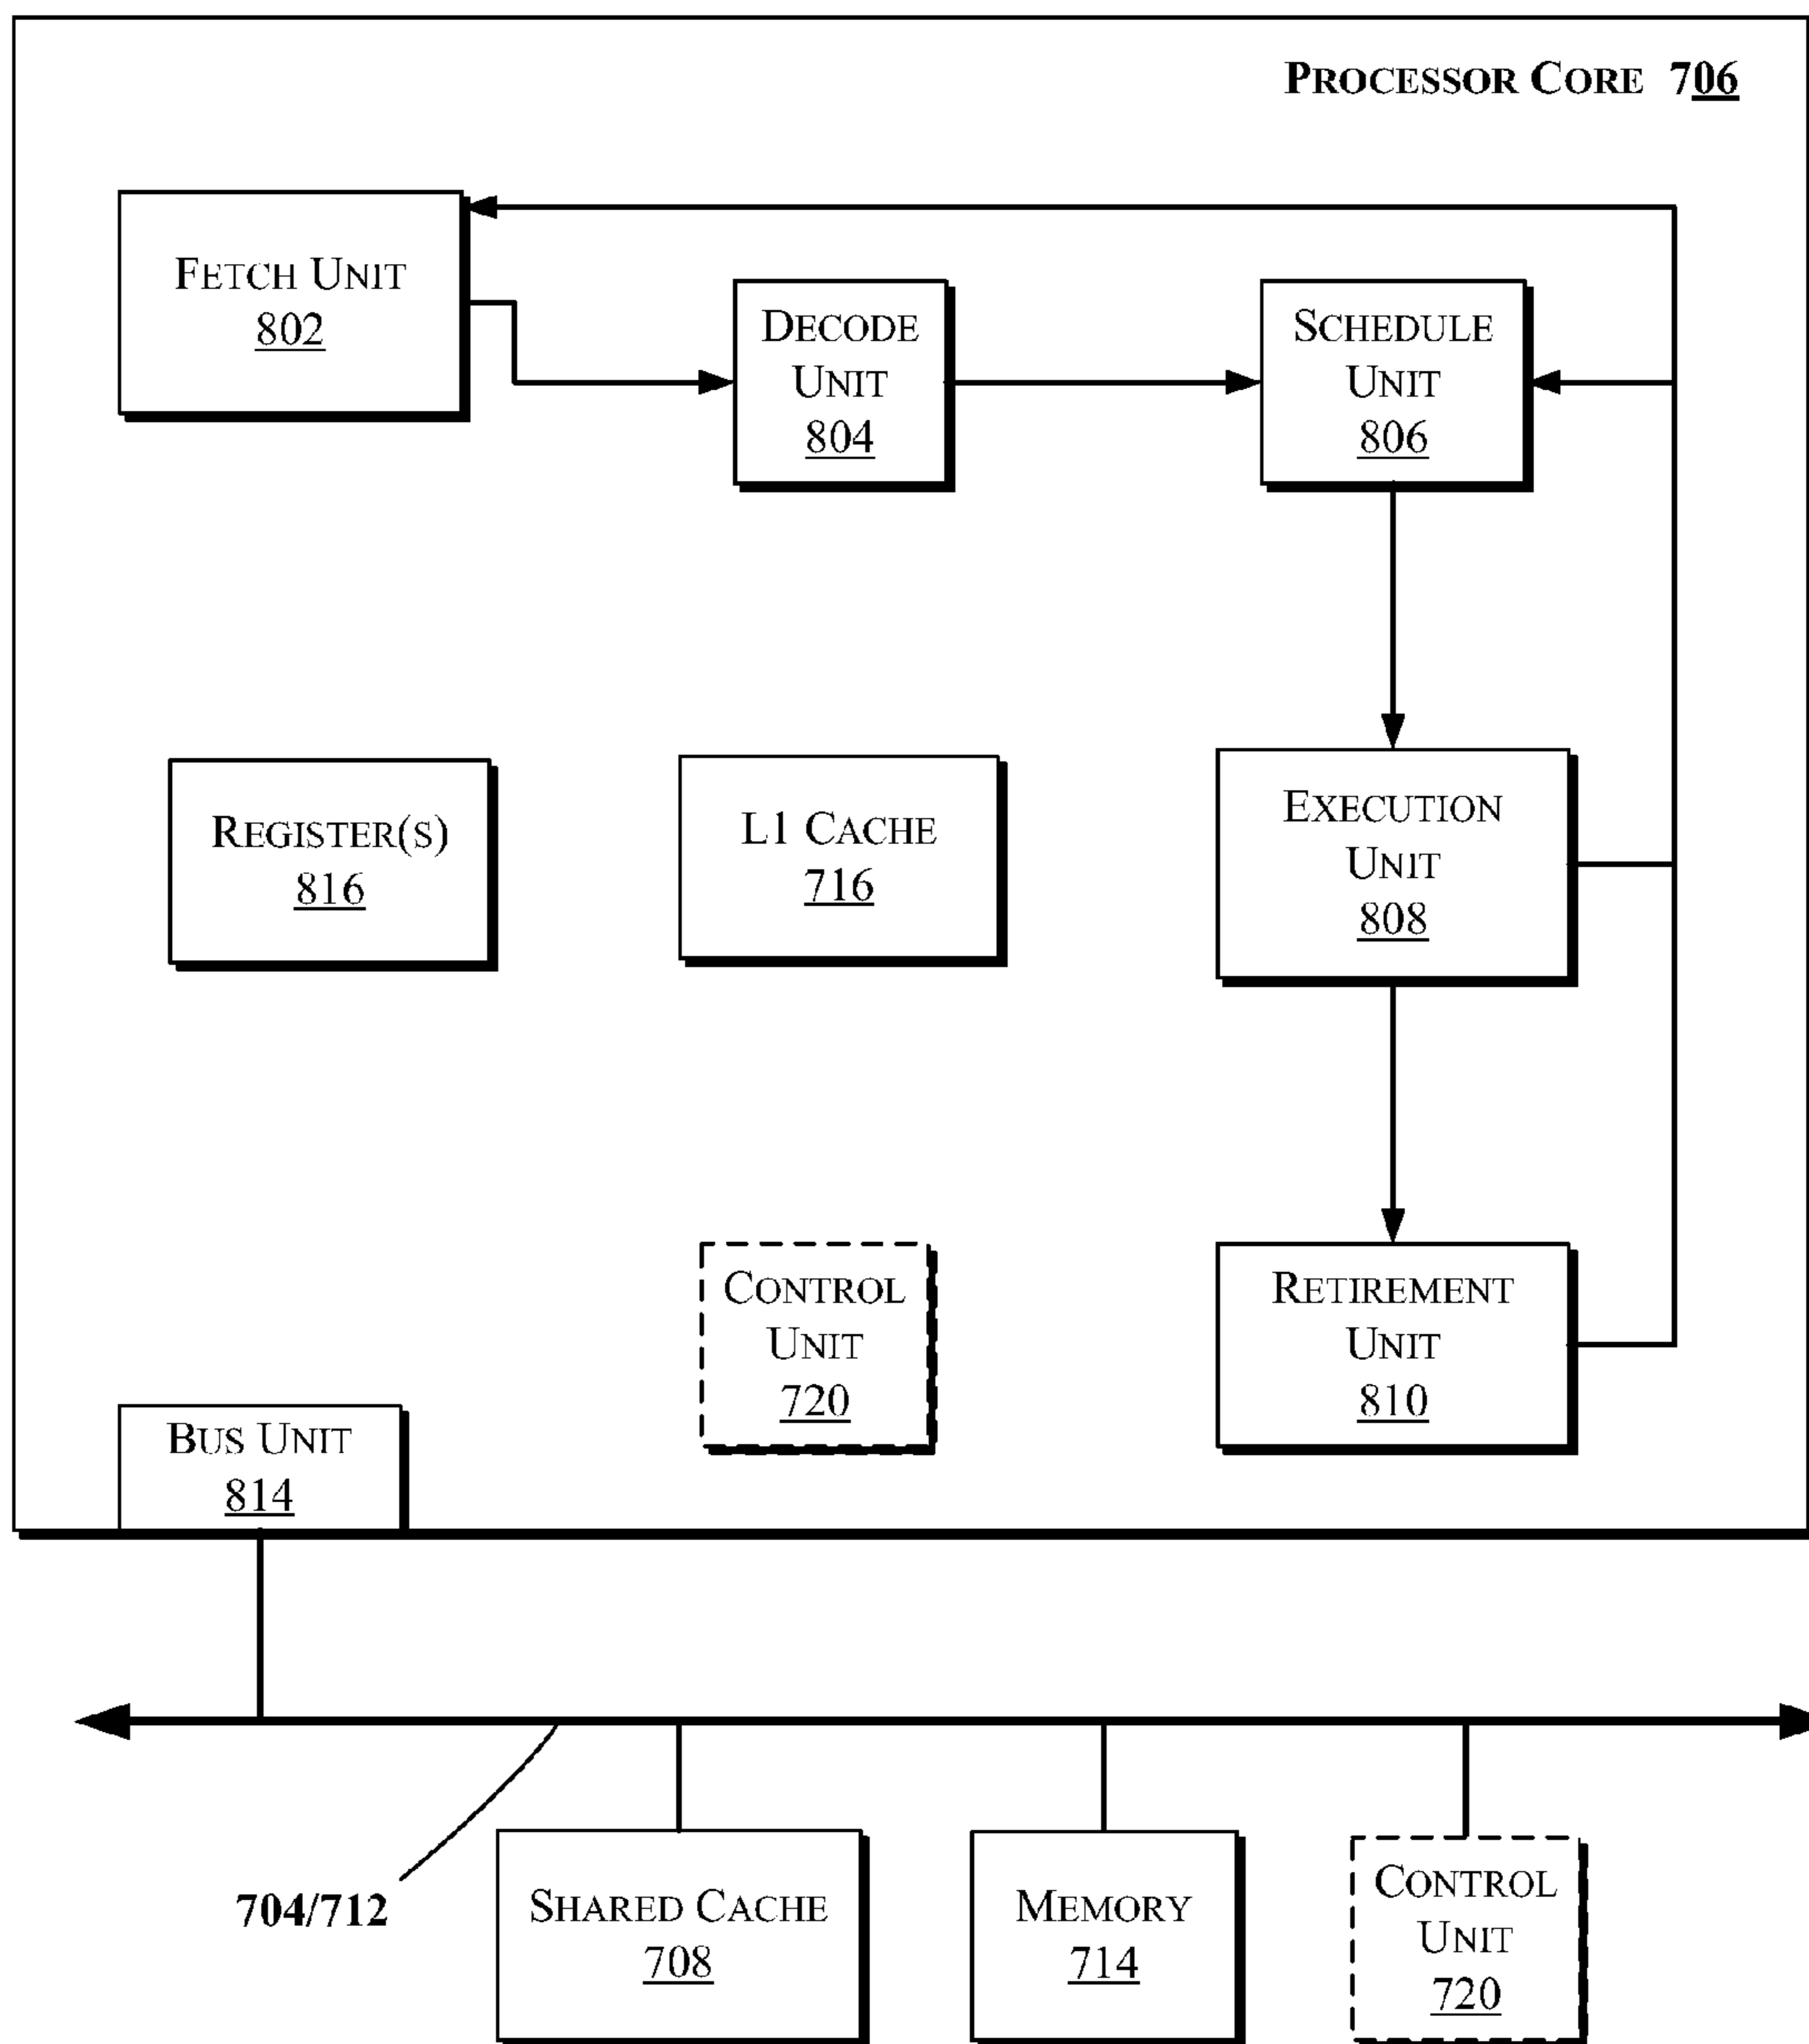 PROCESSOR CORE 706
FETCH UNIT
802
DECODE
UNIT
804
SCHEDULE
UNIT
806
REGISTER(S)
816
L1 CACHE
716
EXECUTION
UNIT
808
CONTROL
UNIT
720
RETIREMENT
UNIT
810
BUS UNIT
814
704/712
SHARED CACHE
708
MEMORY
714
CONTROL
UNIT
720